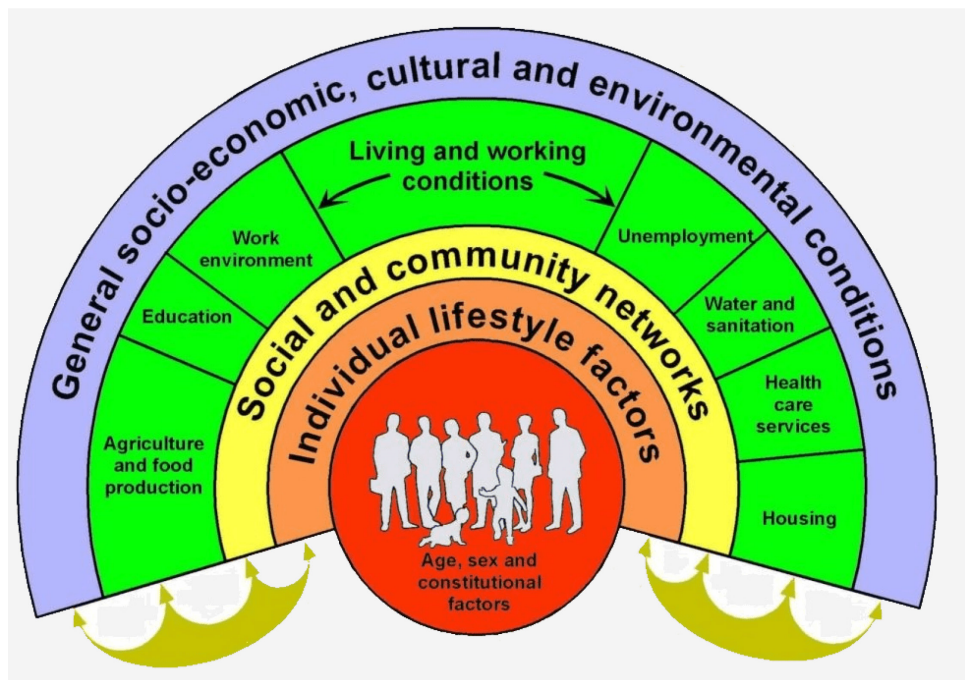 General socio-economic, cultural and environmental conditions
Living and working
conditions
Work
environment
Education
Agriculture
and food
production
Unemployment
Water and
sanitation
Health
care
services
Housing
Social and community networks
Individual lifestyle factors
Age, sex and
constitutional
factors